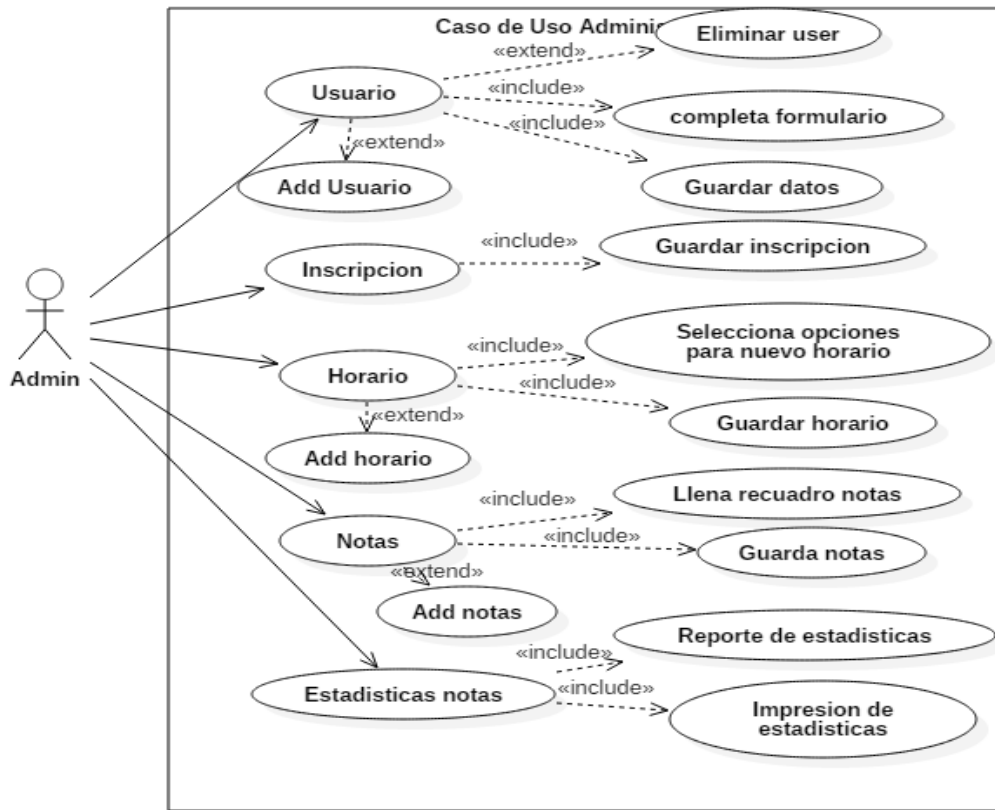 Caso de Uso Adminis
Eliminar user
«extend»
Usuario
«include»
completa formulario
«include»
«extend»
Add Usuario
Guardar datos
«include»
Guardar inscripcion
Inscripcion
Admin
Selecciona opciones
para nuevo horario
«include»
Horario
«include»
«extend»
Guardar horario
Add horario
Llena recuadro notas
«include»
Notas
«include»
Guarda notas
«extend»
Add notas
Reporte de estadisticas
«include»
Estadisticas notas
«include»
Impresion de
estadisticas